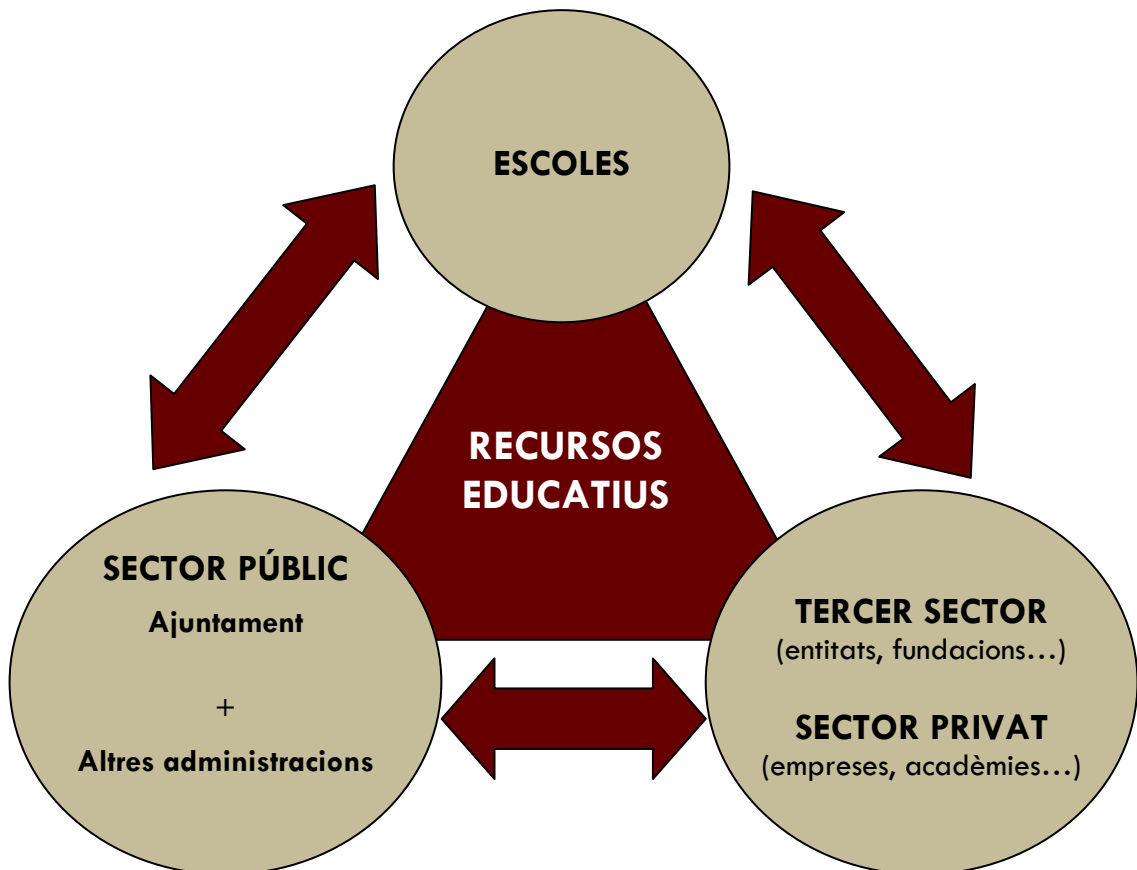 ESCOLES
RECURSOS
EDUCATIUS
SECTOR PÚBLIC
Ajuntament
+
Altres administracions
TERCER SECTOR
(entitats, fundacions…)
SECTOR PRIVAT
(empreses, acadèmies…)